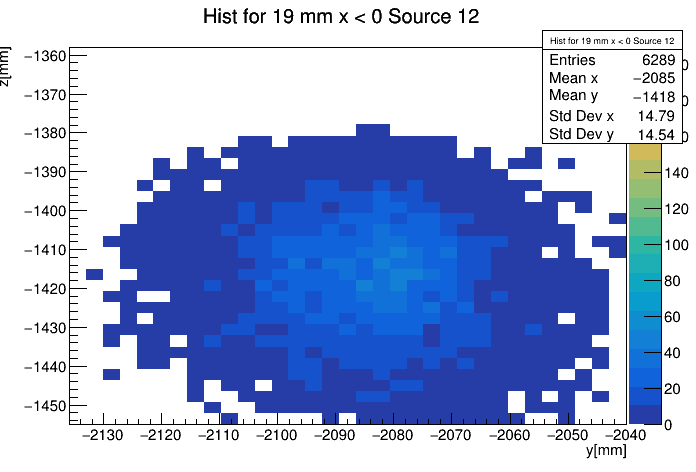 Hist for 19 mm x < 0 Source 12
Hist for 19 mm x < 0 Source 12
Entries 6289
Mean x −2085
Mean y −1418
Std Dev x 14.79
Std Dev y 14.54
z[mm]
−1360
−1370
−1380
−1390
−1400
−1410
−1420
−1430
−1440
−1450
140
120
100
80
60
40
20
0
−2130 −2120 −2110 −2100 −2090 −2080 −2070 −2060 −2050 −2040
y[mm]